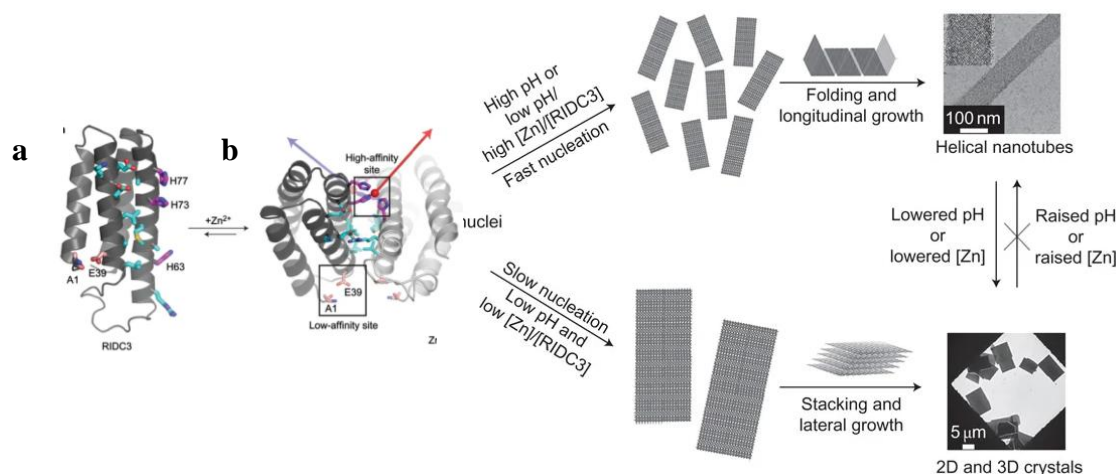 a
H77
H73
H63
A1
E39
RIDC3
+Zn2+
b
High-affinity
site
E39
A1
Low-affinity site
nuclei
High pH or
low pH/
high [Zn]/[RIDC3]
Fast nucleation
Slow nucleation
Low pH and
low [Zn]/[RIDC3]
Folding and
longitudinal growth
100 nm
Helical nanotubes
Lowered pH
or
lowered [Zn]
Raised pH
or
raised [Zn]
Stacking and
lateral growth
5 μm
2D and 3D crystals